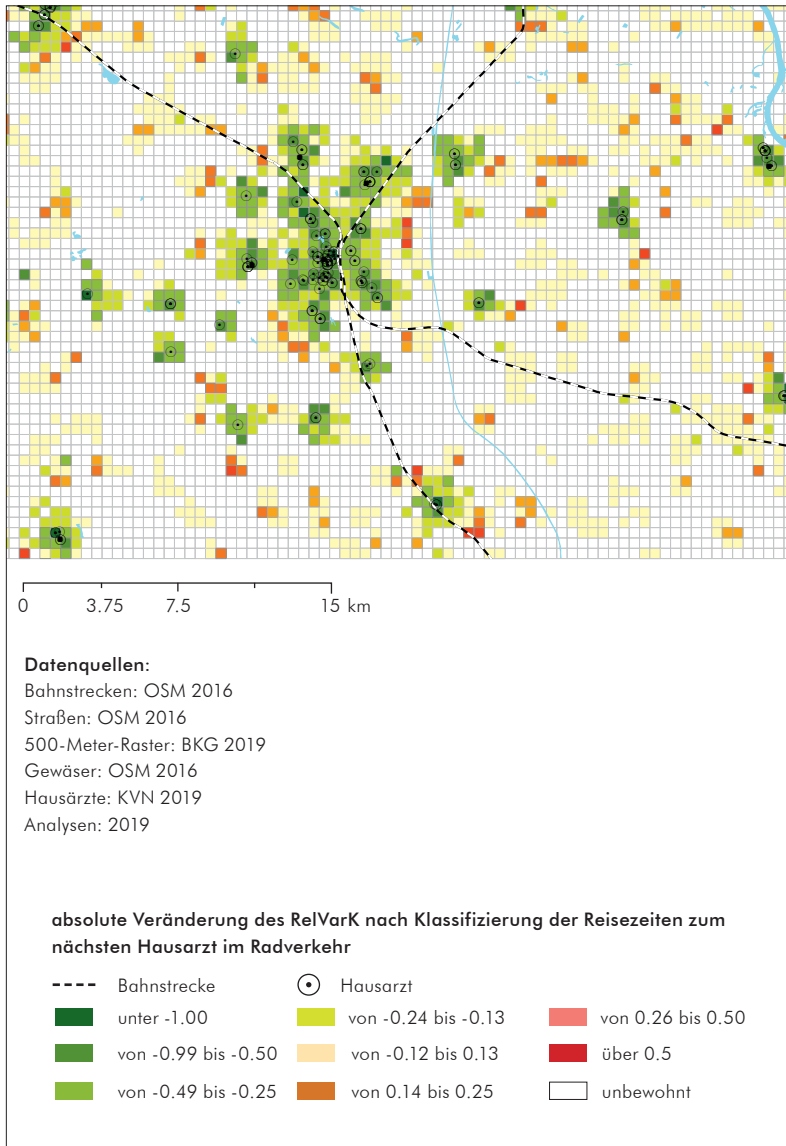 0 3.75 7.5 15 km
Datenquellen:
Bahnstrecken: OSM 2016
Straßen: OSM 2016
500-Meter-Raster: BKG 2019
Gewäser: OSM 2016
Hausärzte: KVN 2019
Analysen: 2019
absolute Veränderung des RelVarK nach Klassifizierung der Reisezeiten zum
nächsten Hausarzt im Radverkehr
Bahnstrecke Hausarzt
unter -1.00 von -0.24 bis -0.13 von 0.26 bis 0.50
von -0.99 bis -0.50 von -0.12 bis 0.13 über 0.5
von -0.49 bis -0.25 von 0.14 bis 0.25 unbewohnt